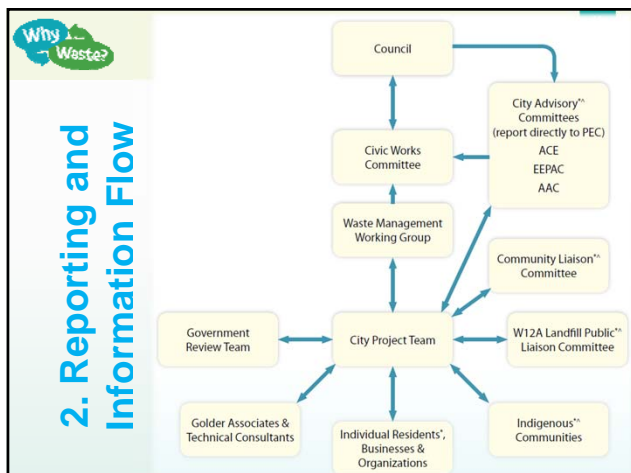 Why
Waste?
2. Reporting and
Information Flow
Council
City Advisory*^
Committees
(report directly to PEC)
ACE
EEPAC
AAC
Civic Works
Committee
Waste Management
Working Group
Community Liaison*^
Committee
Government
Review Team
City Project Team
W12A Landfill Public*^
Liaison Committee
Golder Associates &
Technical Consultants
Individual Residents*,
Businesses &
Organizations
Indigenous*^
Communities